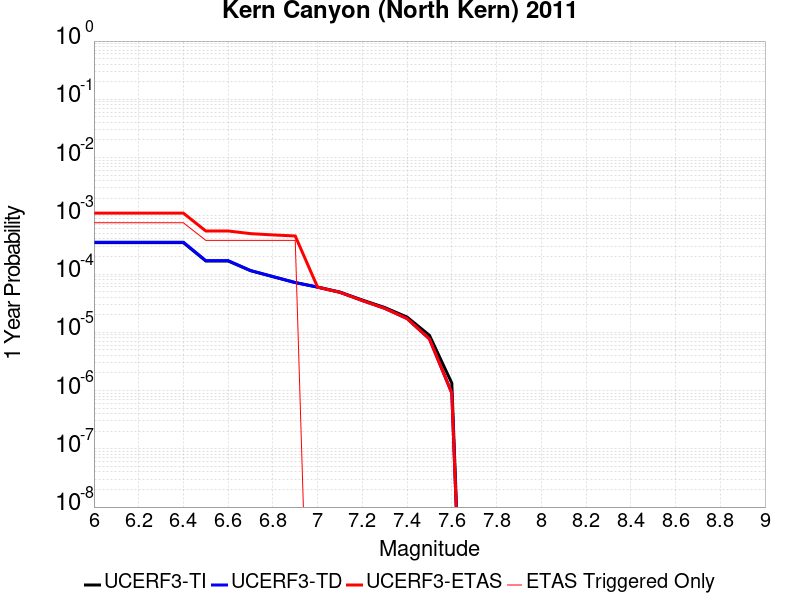 Kern Canyon (North Kern) 2011
10^0
10^-1
10^-2
10^-3
10^-4
10^-5
10^-6
10^-7
10^-8
1 Year Probability
6 6.2 6.4 6.6 6.8 7 7.2 7.4 7.6 7.8 8 8.2 8.4 8.6 8.8 9
Magnitude
UCERF3-TI UCERF3-TD UCERF3-ETAS ETAS Triggered Only